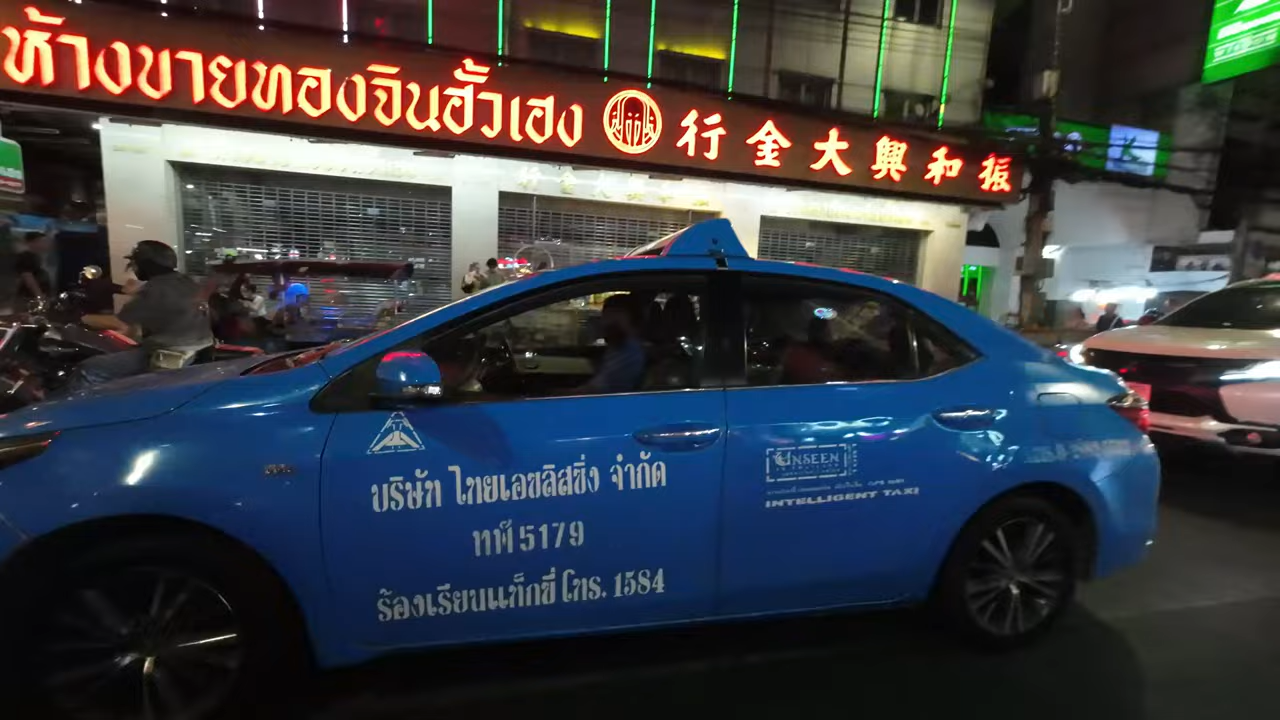 ห้างขายทองจินฮั้วเฮง 行金大興和振
บริษัท ไทยเอชลิสซิ่ง จำกัด
ทฬ 5179
ร้องเรียนแท็กซี่ โทร. 1584
UNSEEN
INTELLIGENT TAXI